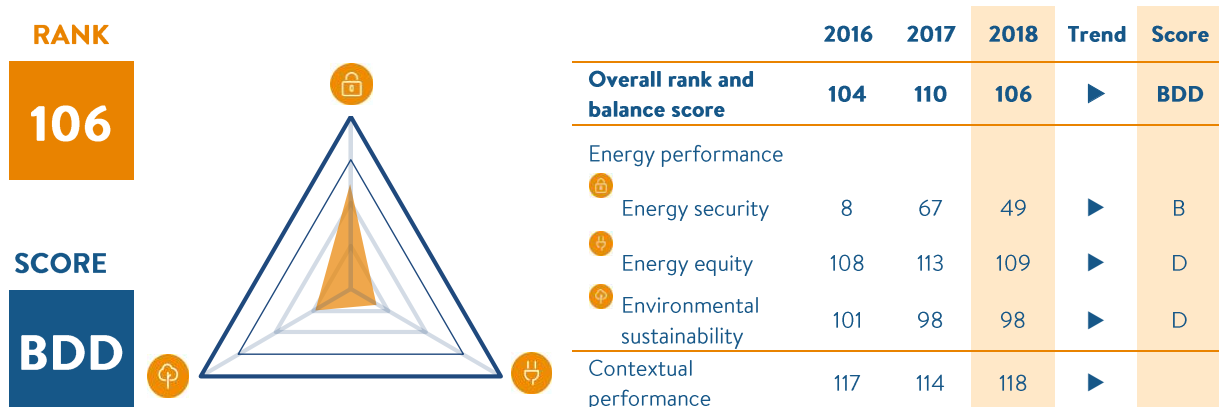 RANK
106
SCORE
BDD
2016 2017 2018 Trend Score
Overall rank and
balance score 104 110 106 BDD
Energy performance
Energy security 8 67 49 B
Energy equity 108 113 109 D
Environmental
sustainability 101 98 98 D
Contextual
performance 117 114 118